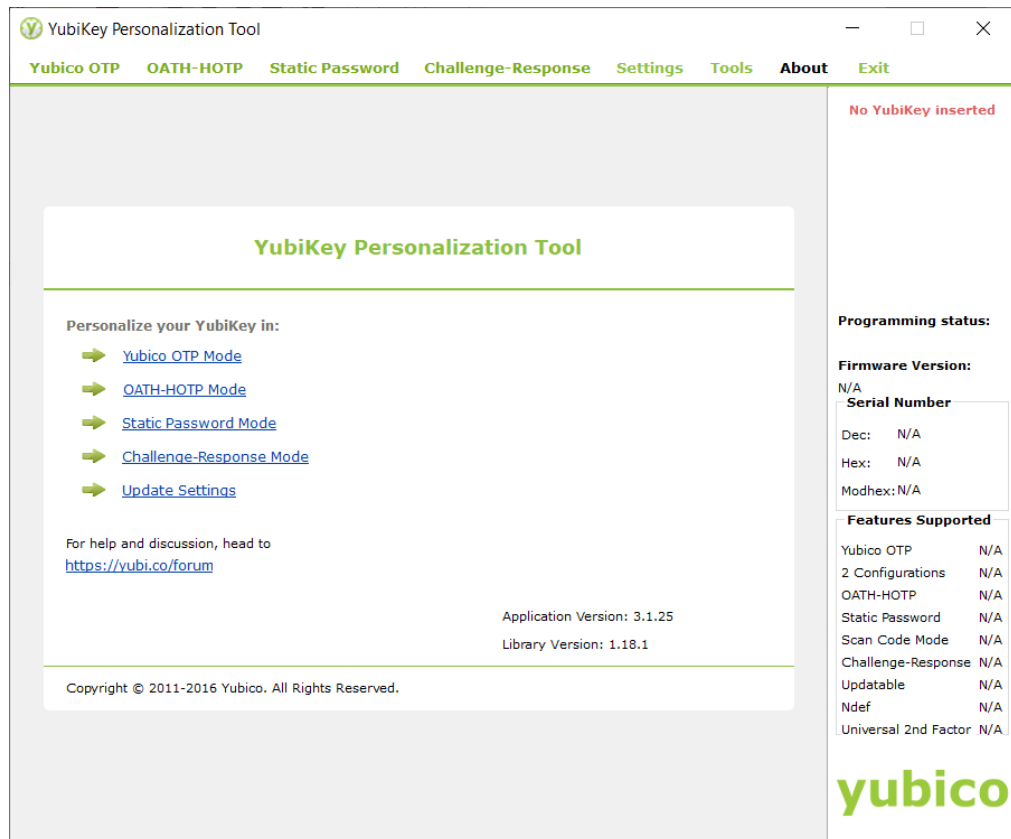 YubiKey Personalization Tool
Yubico OTP OATH-HOTP Static Password Challenge-Response Settings Tools About Exit
No YubiKey inserted
YubiKey Personalization Tool
Personalize your YubiKey in:
Yubico OTP Mode
OATH-HOTP Mode
Static Password Mode
Challenge-Response Mode
Update Settings
For help and discussion, head to
https://yubi.co/forum
Application Version: 3.1.25
Library Version: 1.18.1
Copyright © 2011-2016 Yubico. All Rights Reserved.
Programming status:
Firmware Version:
N/A
Serial Number
Dec: N/A
Hex: N/A
Modhex: N/A
Features Supported
Yubico OTP N/A
2 Configurations N/A
OATH-HOTP N/A
Static Password N/A
Scan Code Mode N/A
Challenge-Response N/A
Updatable N/A
Ndef N/A
Universal 2nd Factor N/A
yubico